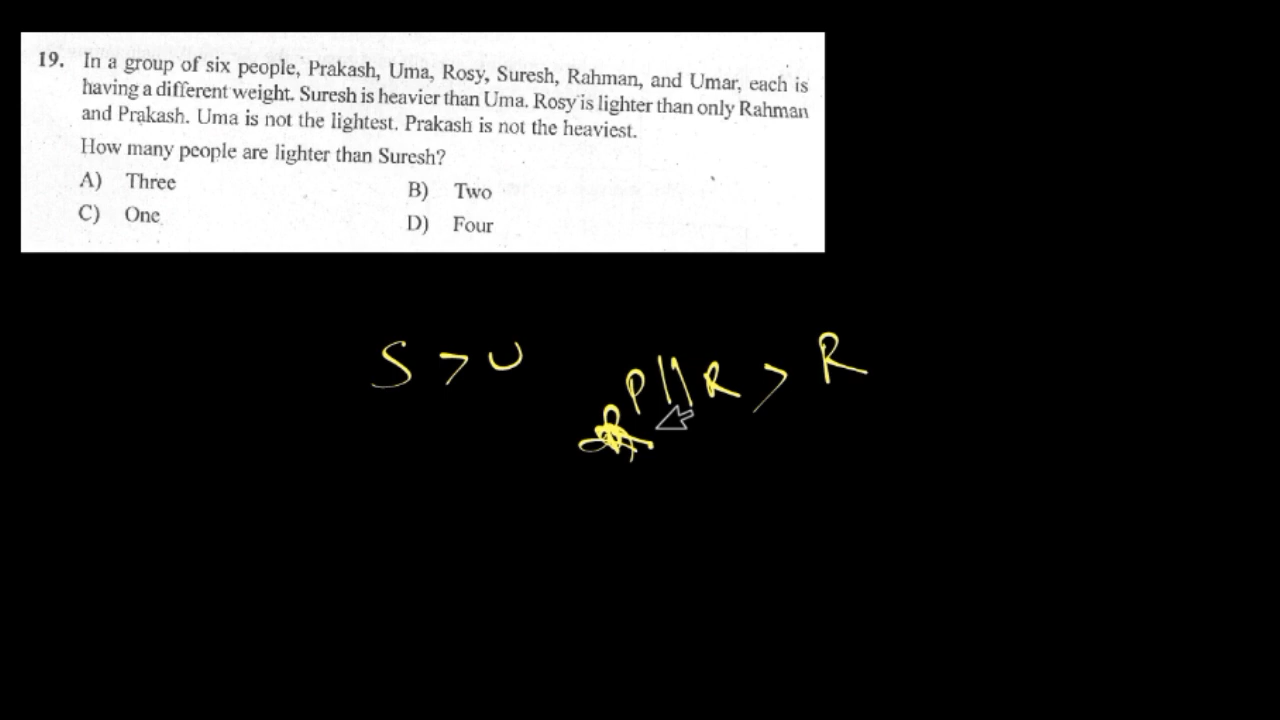 19. In a group of six people, Prakash, Uma, Rosy, Suresh, Rahman, and Umar, each is
having a different weight. Suresh is heavier than Uma. Rosy is lighter than only Rahman
and Prakash. Uma is not the lightest. Prakash is not the heaviest.
How many people are lighter than Suresh?
A) Three
B) Two
C) One
D) Four
S > U
P || R > R